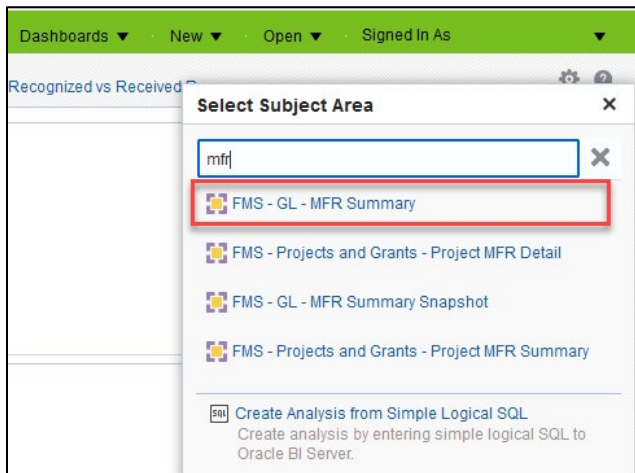 Dashboards ▼ New ▼ Open ▼ Signed In As ▼
Recognized vs Received
Select Subject Area ×
mfr
FMS - GL - MFR Summary
FMS - Projects and Grants - Project MFR Detail
FMS - GL - MFR Summary Snapshot
FMS - Projects and Grants - Project MFR Summary
SQL Create Analysis from Simple Logical SQL
Create analysis by entering simple logical SQL to
Oracle BI Server.